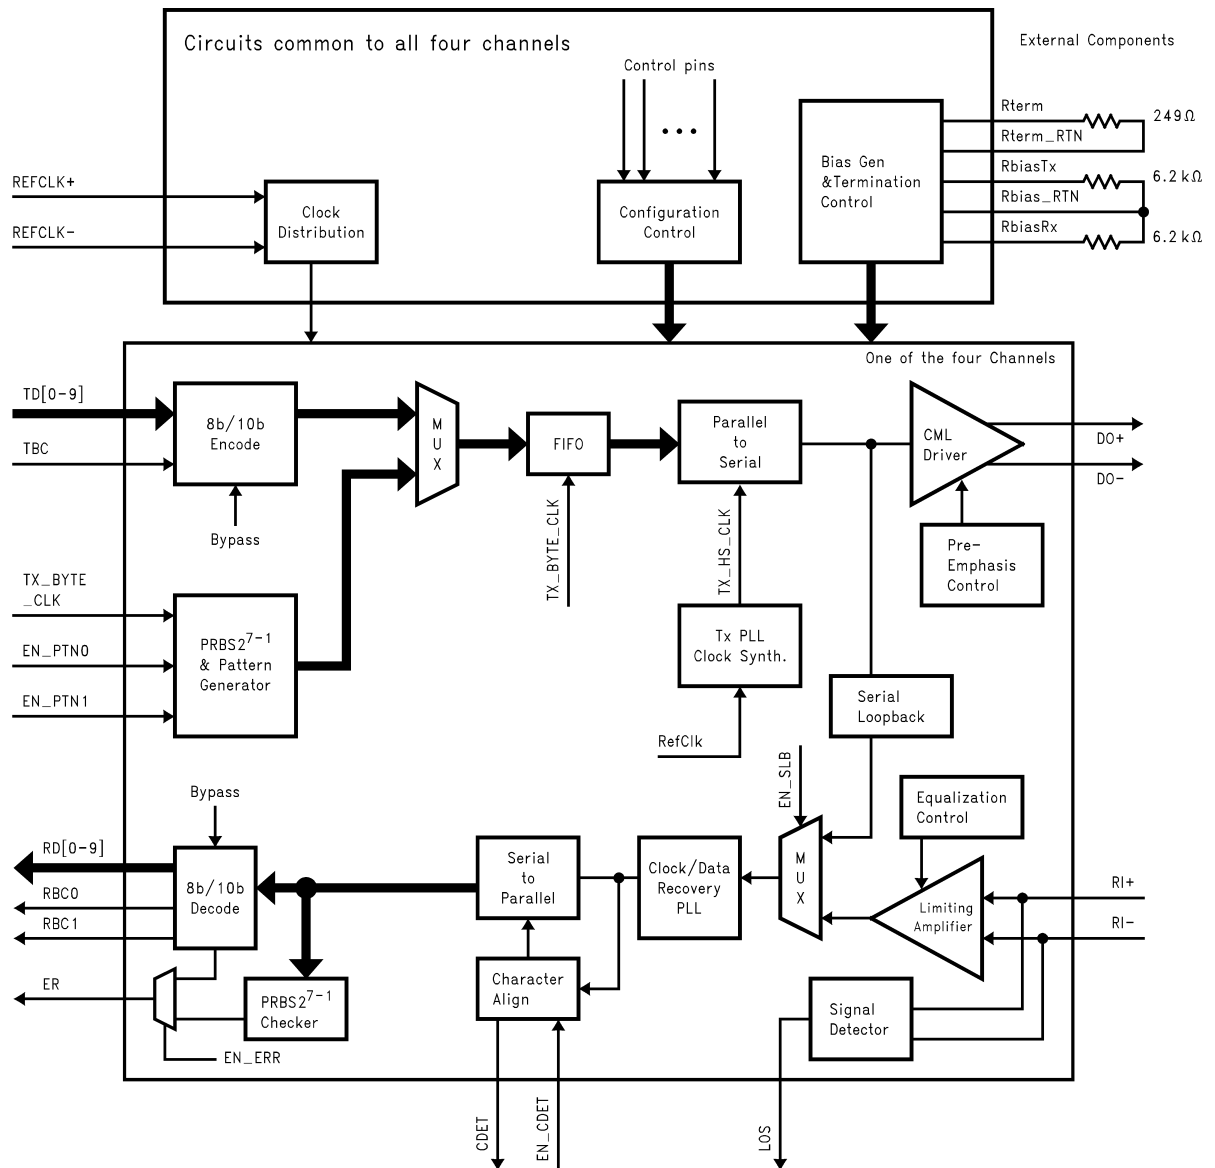 Circuits common to all four channels
External Components
Control pins
Rterm
249Ω
Rterm_RTN
RbiasTx
6.2 kΩ
Rbias_RTN
RbiasRx
6.2 kΩ
Bias Gen
&Termination
Control
REFCLK+
REFCLK-
Clock
Distribution
Configuration
Control
One of the four Channels
TD[0-9]
TBC
8b/10b
Encode
Bypass
MUX
FIFO
TX_BYTE_CLK
Parallel
to
Serial
TX_HS_CLK
CML
Driver
DO+
DO-
Pre-
Emphasis
Control
TX_BYTE
_CLK
EN_PTN0
EN_PTN1
PRBS2^7-1
& Pattern
Generator
Tx PLL
Clock Synth.
RefClk
Serial
Loopback
EN_SLB
Equalization
Control
Bypass
RD[0-9]
RBC0
RBC1
8b/10b
Decode
Serial
to
Parallel
Clock/Data
Recovery
PLL
MUX
Limiting
Amplifier
RI+
RI-
ER
PRBS2^7-1
Checker
EN_ERR
Character
Align
Signal
Detector
CDET
EN_CDET
LOS